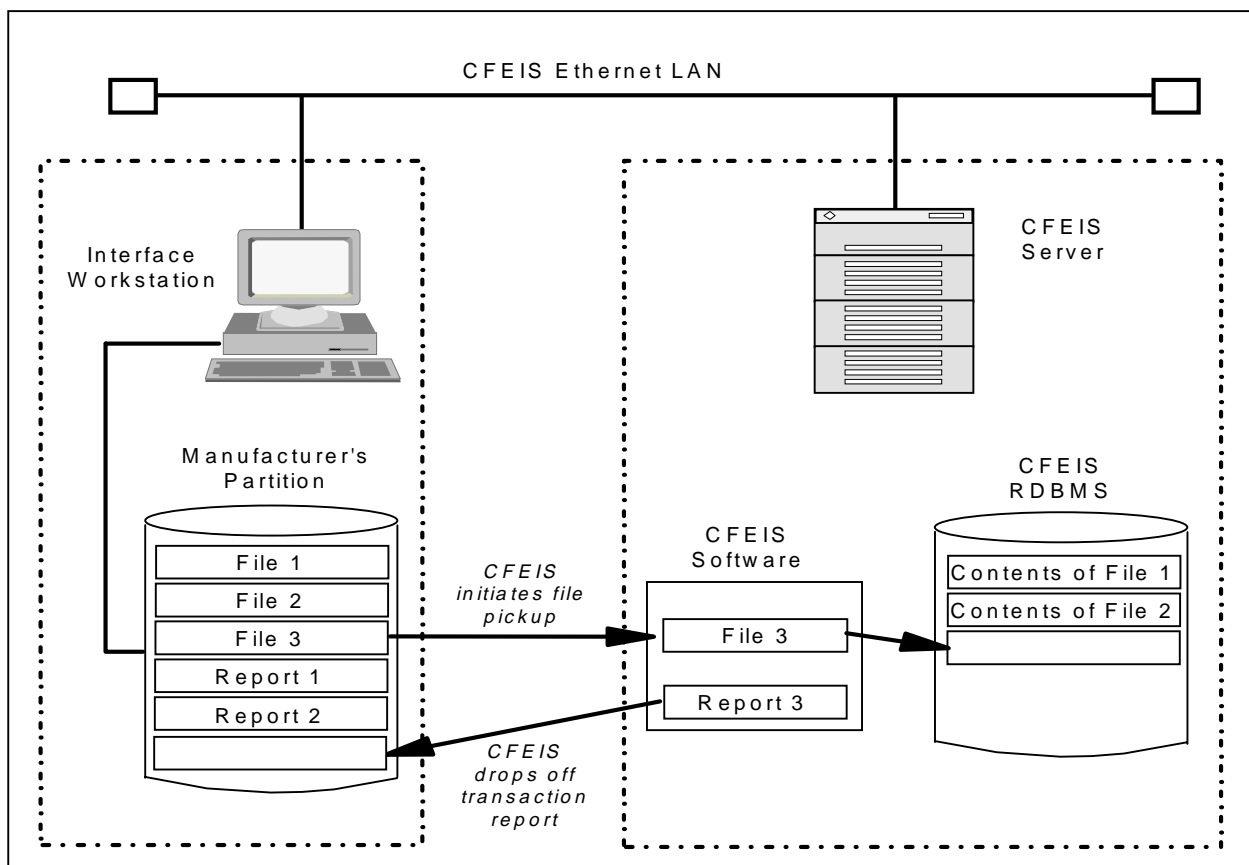 CFEIS Ethernet LAN
Interface
Workstation
CFEIS
Server
Manufacturer's
Partition
File 1
File 2
File 3
Report 1
Report 2
CFEIS
initiates file
pickup
CFEIS
drops off
transaction
report
CFEIS
Software
File 3
Report 3
CFEIS
RDBMS
Contents of File 1
Contents of File 2